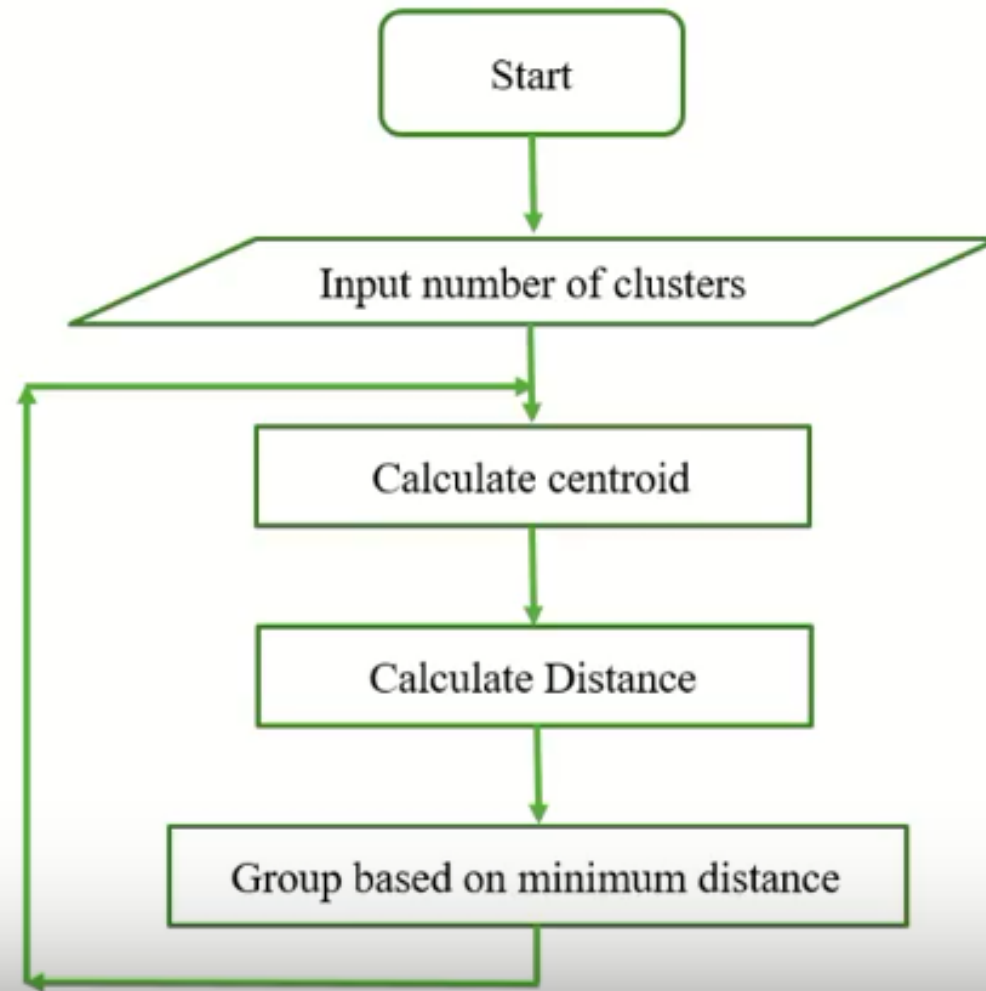 Start
Input number of clusters
Calculate centroid
Calculate Distance
Group based on minimum distance